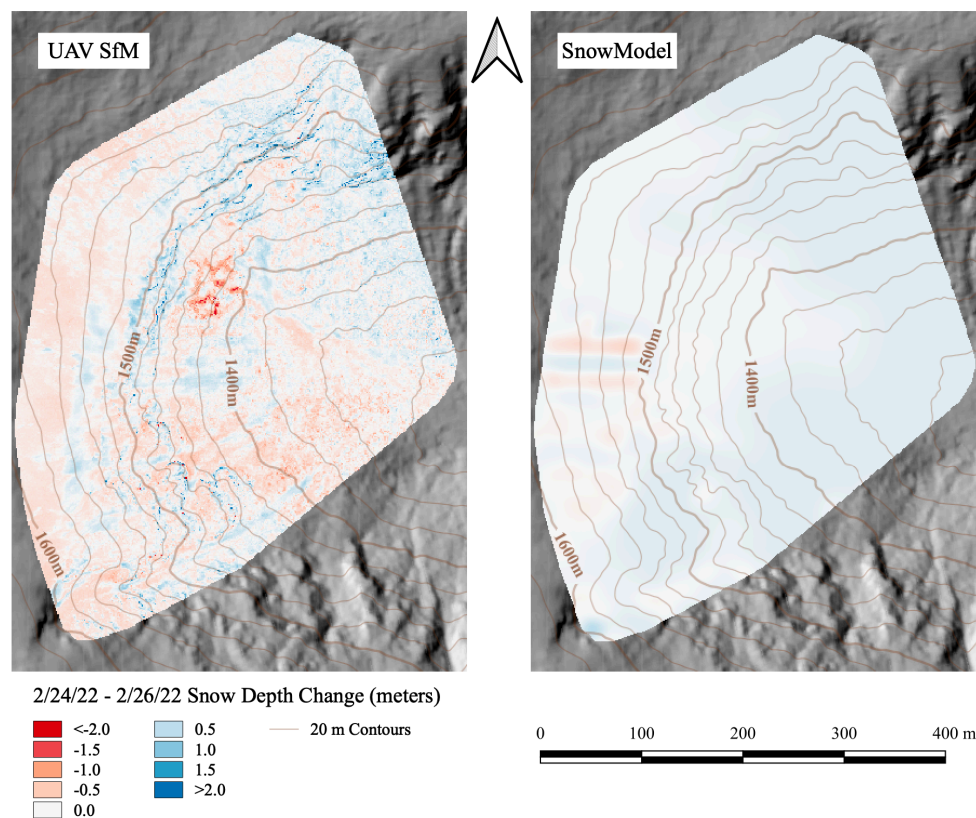 UAV SfM
SnowModel
1500m
1400m
1600m
1500m
1400m
1600m
2/24/22 - 2/26/22 Snow Depth Change (meters)
<-2.0
-1.5
-1.0
-0.5
0.0
0.5
1.0
1.5
>2.0
20 m Contours
0 100 200 300 400 m